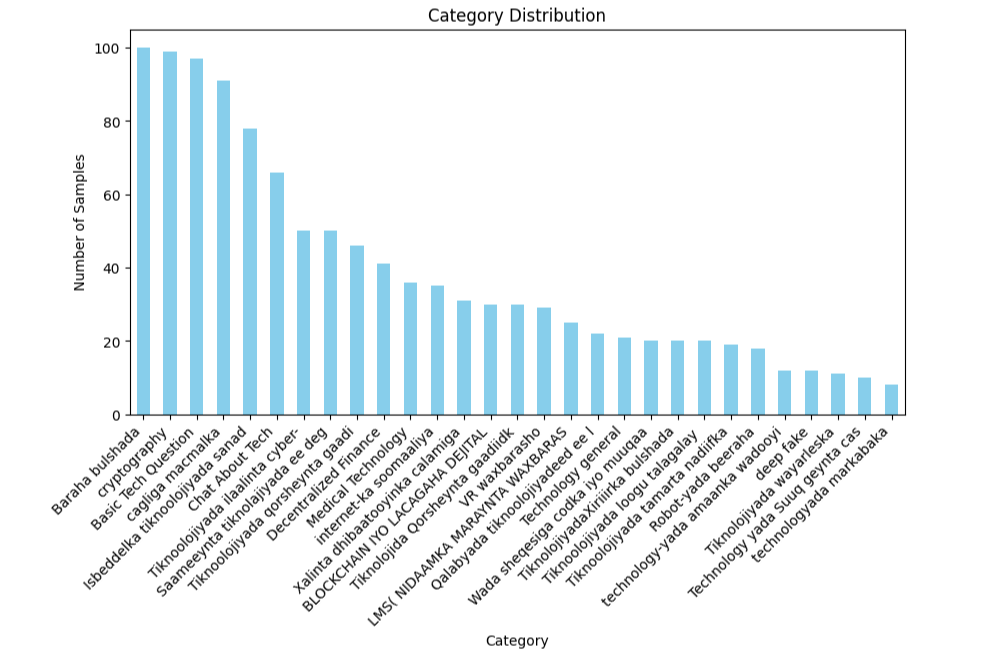 Category Distribution
Number of Samples
100
80
60
40
20
0
Baraha bulshada
cryptography
Basic Tech Question
cagliga macmalka
Isbeddelka tiknoolojiyada sanad
Chat About Tech
Tiknoolojiyada ilaalinta cyber-
Saameeynta tiknolajiyada ee deg
Tiknoolojiyada qorsheynta gaadi
Decentralized Finance
Medical Technology
internet-ka soomaaliya
Xalinta dhibaatooyinka calamiga
BLOCKCHAIN IYO LACAGAHA DEJITAL
Tiknolojida Qorsheynta gaadiidk
VR waxbarasho
LMS( NIDAAMKA MARAYNTA WAXBARAS
Qalabyada tiknoolojiyadeed ee l
Technology general
Wada sheqesiga codka iyo muuqaa
TiknolojiyadaXiriirka bulshada
Tiknoolojiyada loogu talagalay
Tiknoolojiyada tamarta nadiifka
Robot-yada beeraha
technology-yada amaanka wadooyi
deep fake
Tiknolojiyada wayarleska
Technology yada Suuq geynta cas
technologyada markabaka
Category